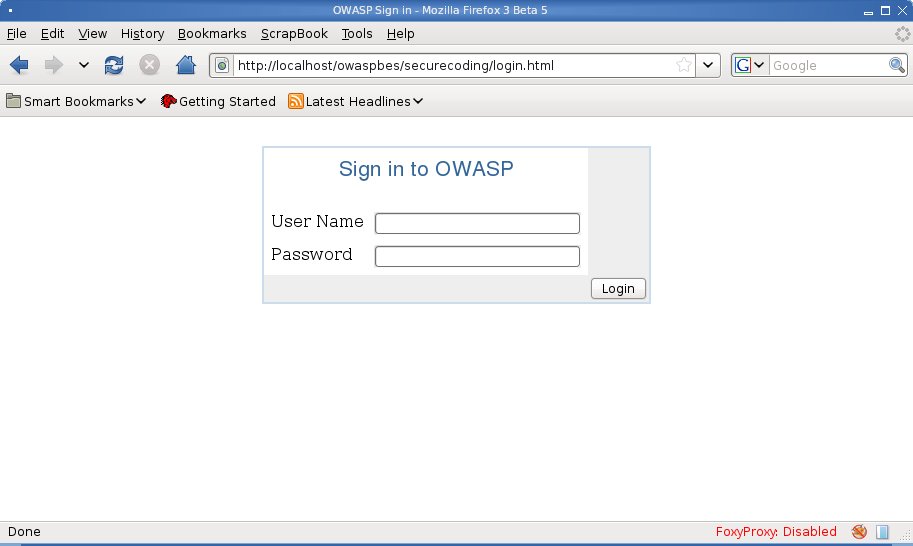 OWASP Sign in - Mozilla Firefox 3 Beta 5
File Edit View History Bookmarks ScrapBook Tools Help
http://localhost/owaspbes/securecoding/login.html G Google
Smart Bookmarks Getting Started Latest Headlines
Sign in to OWASP
User Name
Password
Login
Done FoxyProxy: Disabled